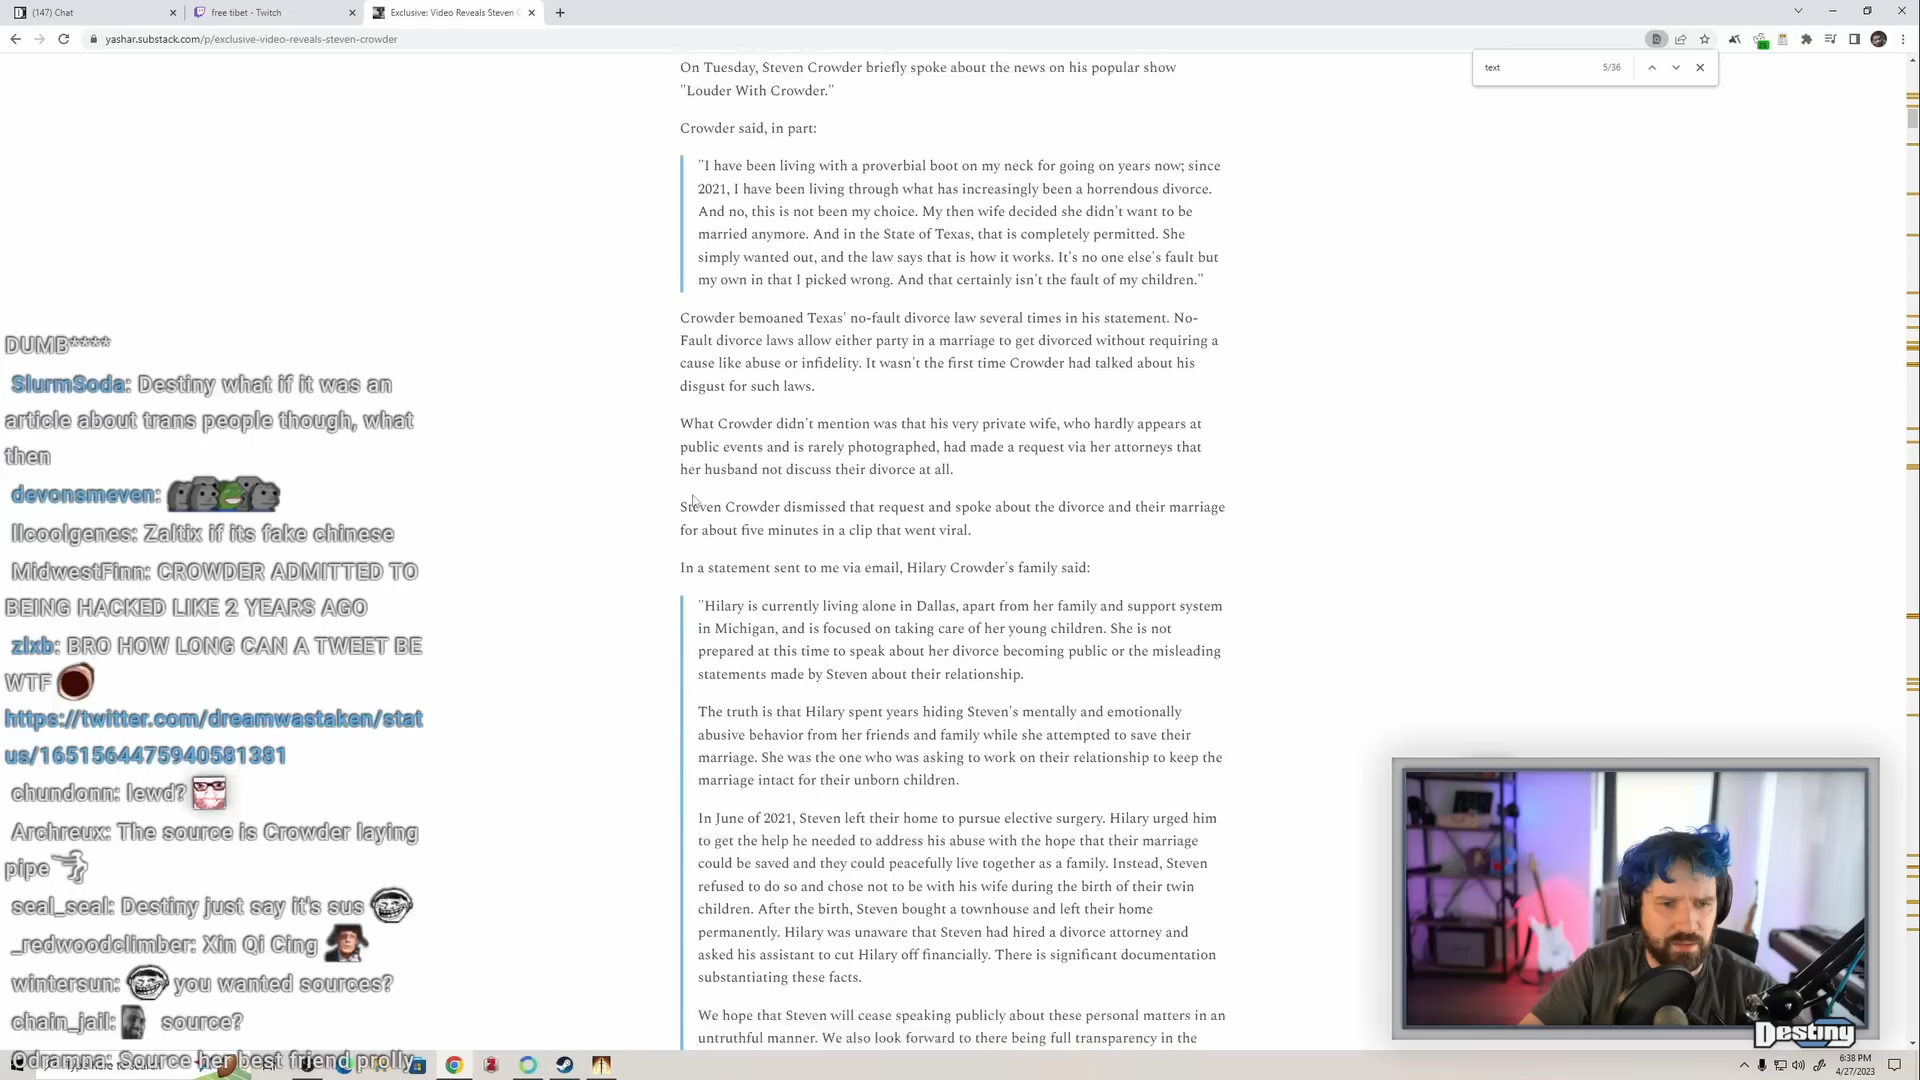 (147) Chat
free tibet - Twitch
Exclusive: Video Reveals Steven C
yashar.substack.com/p/exclusive-video-reveals-steven-crowder
text
5/36
On Tuesday, Steven Crowder briefly spoke about the news on his popular show
"Louder With Crowder."
Crowder said, in part:
"I have been living with a proverbial boot on my neck for going on years now; since
2021, I have been living through what has increasingly been a horrendous divorce.
And no, this is not been my choice. My then wife decided she didn't want to be
married anymore. And in the State of Texas, that is completely permitted. She
simply wanted out, and the law says that is how it works. It's no one else's fault but
my own in that I picked wrong. And that certainly isn't the fault of my children."
Crowder bemoaned Texas' no-fault divorce law several times in his statement. No-
Fault divorce laws allow either party in a marriage to get divorced without requiring a
cause like abuse or infidelity. It wasn't the first time Crowder had talked about his
disgust for such laws.
What Crowder didn't mention was that his very private wife, who hardly appears at
public events and is rarely photographed, had made a request via her attorneys that
her husband not discuss their divorce at all.
Steven Crowder dismissed that request and spoke about the divorce and their marriage
for about five minutes in a clip that went viral.
In a statement sent to me via email, Hilary Crowder's family said:
"Hilary is currently living alone in Dallas, apart from her family and support system
in Michigan, and is focused on taking care of her young children. She is not
prepared at this time to speak about her divorce becoming public or the misleading
statements made by Steven about their relationship.
The truth is that Hilary spent years hiding Steven's mentally and emotionally
abusive behavior from her friends and family while she attempted to save their
marriage. She was the one who was asking to work on their relationship to keep the
marriage intact for their unborn children.
In June of 2021, Steven left their home to pursue elective surgery. Hilary urged him
to get the help he needed to address his abuse with the hope that their marriage
could be saved and they could peacefully live together as a family. Instead, Steven
refused to do so and chose not to be with his wife during the birth of their twin
children. After the birth, Steven bought a townhouse and left their home
permanently. Hilary was unaware that Steven had hired a divorce attorney and
asked his assistant to cut Hilary off financially. There is significant documentation
substantiating these facts.
We hope that Steven will cease speaking publicly about these personal matters in an
untruthful manner. We also look forward to there being full transparency in the
DUMB****
SlurmSoda: Destiny what if it was an
article about trans people though, what
then
devonsmeven:
llcoolgenes: Zaltix if its fake chinese
MidwestFinn: CROWDER ADMITTED TO
BEING HACKED LIKE 2 YEARS AGO
zlxb: BRO HOW LONG CAN A TWEET BE
WTF
https://twitter.com/dreamwastaken/stat
us/1651564475940581381
chundonn: lewd?
Archreux: The source is Crowder laying
pipe
seal_seal: Destiny just say it's sus
_redwoodclimber: Xin Qi Cing
wintersun: you wanted sources?
chain_jail: source?
Odrampa: Source her best friend prolly
Destiny
6:38 PM
4/27/2023